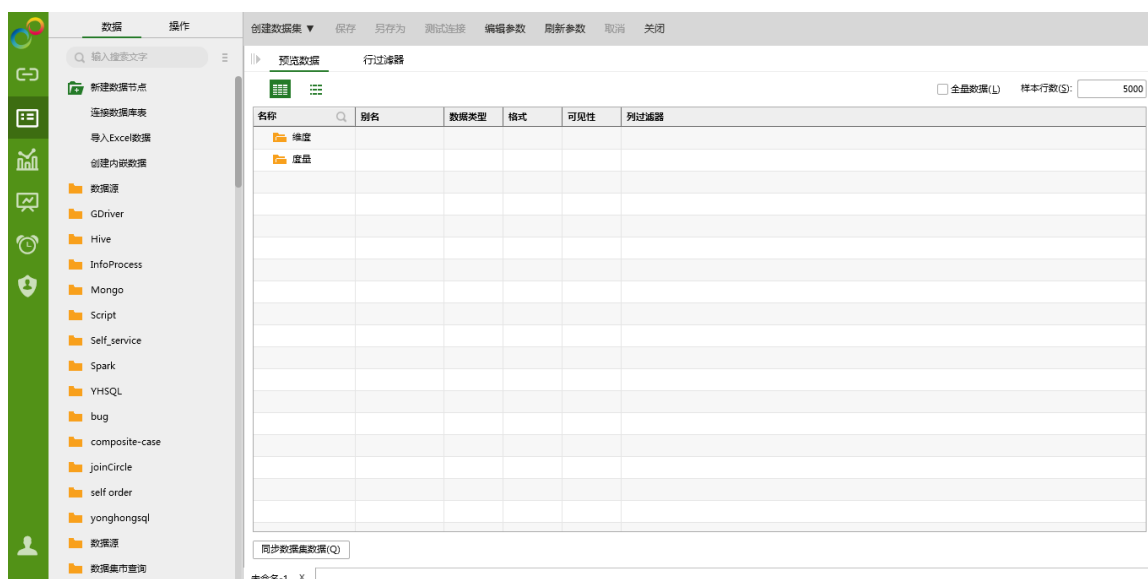 数据 操作
创建数据集 ▼ 保存 另存为 测试连接 编辑参数 刷新参数 取消 关闭
输入搜索文字
预览数据 行过滤器
新建数据节点
全量数据(L) 样本行数(S): 5000
连接数据库表
名称 别名 数据类型 格式 可见性 列过滤器
导入Excel数据
维度
创建内嵌数据
度量
数据源
GDriver
Hive
InfoProcess
Mongo
Script
Self_service
Spark
YHSQL
bug
composite-case
joinCircle
self order
yonghongsql
数据源
同步数据集数据(Q)
数据集市查询
未命名-1 X